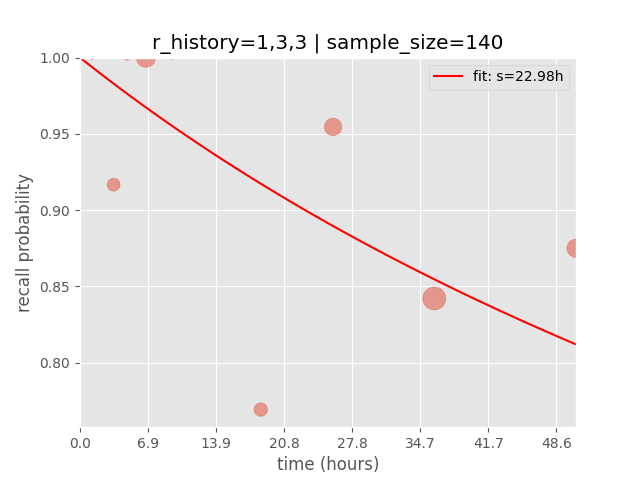 r_history=1,3,3 | sample_size=140
fit: s=22.98h
recall probability
1.00
0.95
0.90
0.85
0.80
0.0 6.9 13.9 20.8 27.8 34.7 41.7 48.6
time (hours)